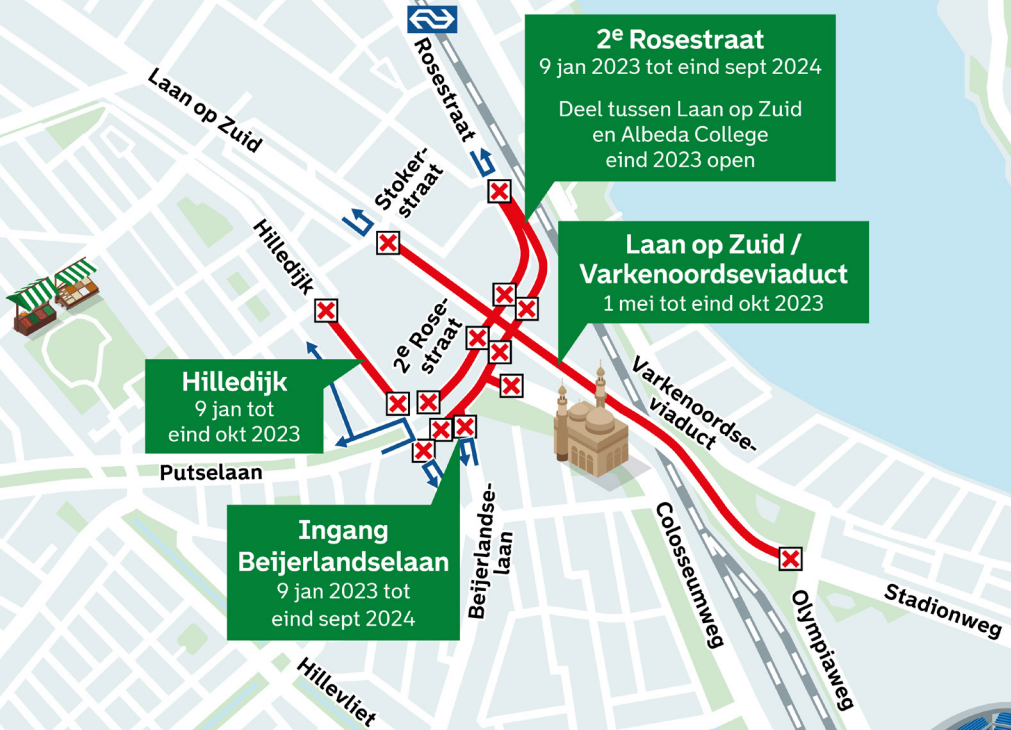 2e Rosestraat
9 jan 2023 tot eind sept 2024
Deel tussen Laan op Zuid
en Albeda College
eind 2023 open
Rosestraat
Laan op Zuid
Stoker-
straat
Hilledijk
Laan op Zuid /
Varkenoordseviaduct
1 mei tot eind okt 2023
2e Rose-
straat
Varkenoordse-
viaduct
Hilledijk
9 jan tot
eind okt 2023
Putselaan
Ingang
Beijerlandselaan
9 jan 2023 tot
eind sept 2024
Beijerlandse-
laan
Colosseumweg
Olympiaweg
Stadionweg
Hillevliet